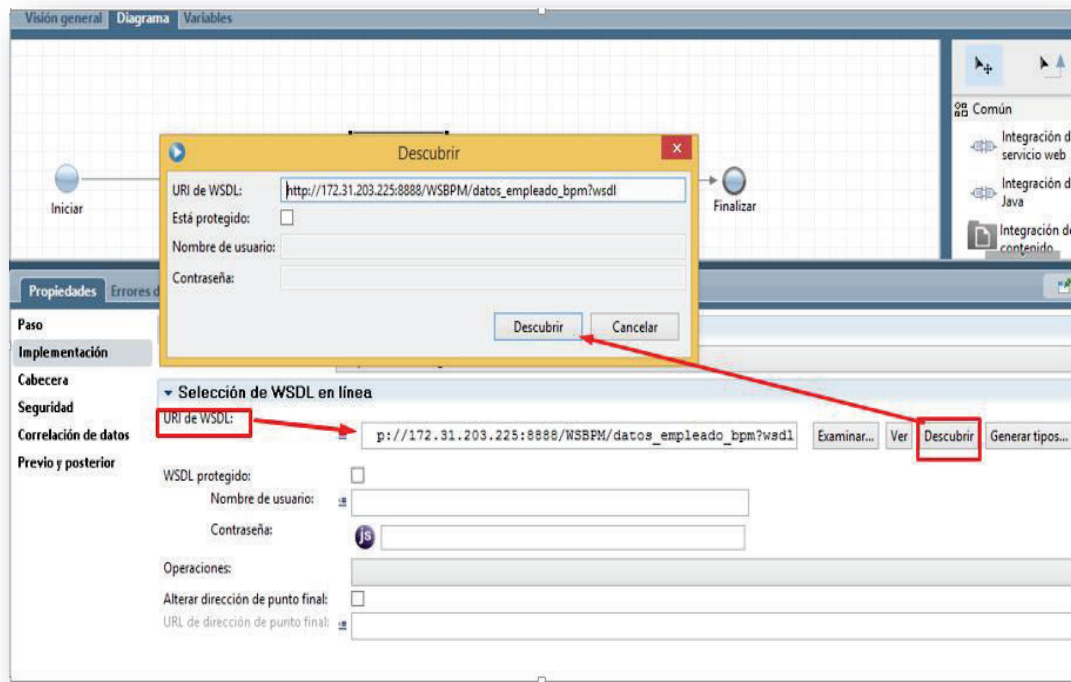 Visión general Diagrama Variables
Común
Integración d
servicio web
Integración d
Java
Integración de
contenido
Iniciar
Finalizar
Descubrir
URI de WSDL: http://172.31.203.225:8888/WSBPM/datos_empleado_bpm?wsdl
Está protegido:
Nombre de usuario:
Contraseña:
Descubrir Cancelar
Propiedades Errores d
Paso
Implementación
Cabecera
Seguridad
Correlación de datos
Previo y posterior
Selección de WSDL en línea
URI de WSDL: p://172.31.203.225:8888/WSBPM/datos_empleado_bpm?wsdl Examinar... Ver Descubrir Generar tipos...
WSDL protegido:
Nombre de usuario:
Contraseña: js
Operaciones:
Alterar dirección de punto final:
URL de dirección de punto final: